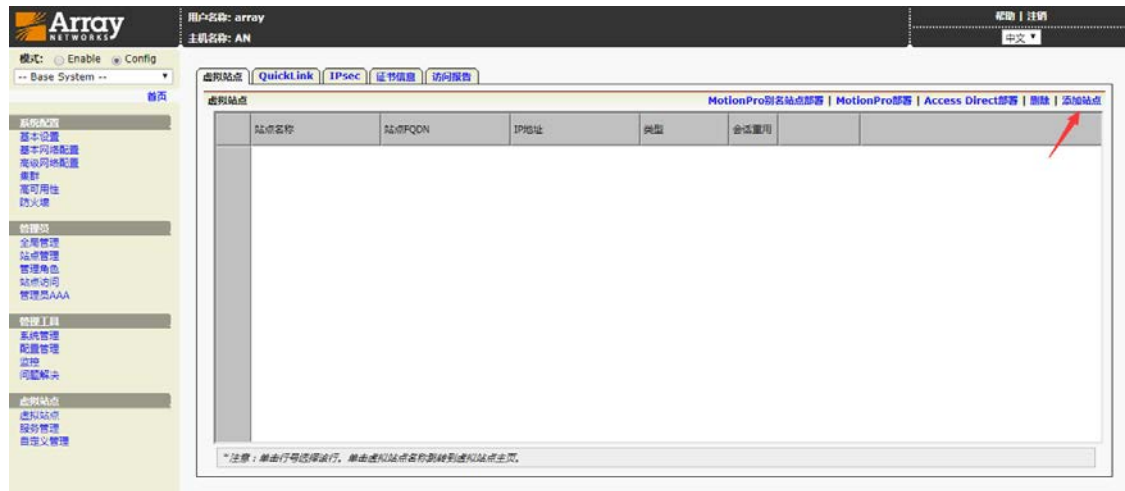 Array
NETWORKS
用户名称: array
主机名称: AN
帮助 | 注销
中文
模式: Enable Config
-- Base System --
首页
系统配置
基本设置
基本网络配置
高级网络配置
集群
高可用性
防火墙
管理员
全局管理
站点管理
管理角色
站点访问
管理员AAA
管理工具
系统管理
配置管理
监控
问题解决
虚拟站点
虚拟站点
服务管理
自定义管理
虚拟站点 QuickLink IPsec 证书信息 访问报告
虚拟站点
MotionPro别名站点部署 | MotionPro部署 | Access Direct部署 | 删除 | 添加站点
站点名称 站点FQDN IP地址 类型 会话重用
*注意：单击行号选择该行。单击虚拟站点名称跳转到虚拟站点主页。